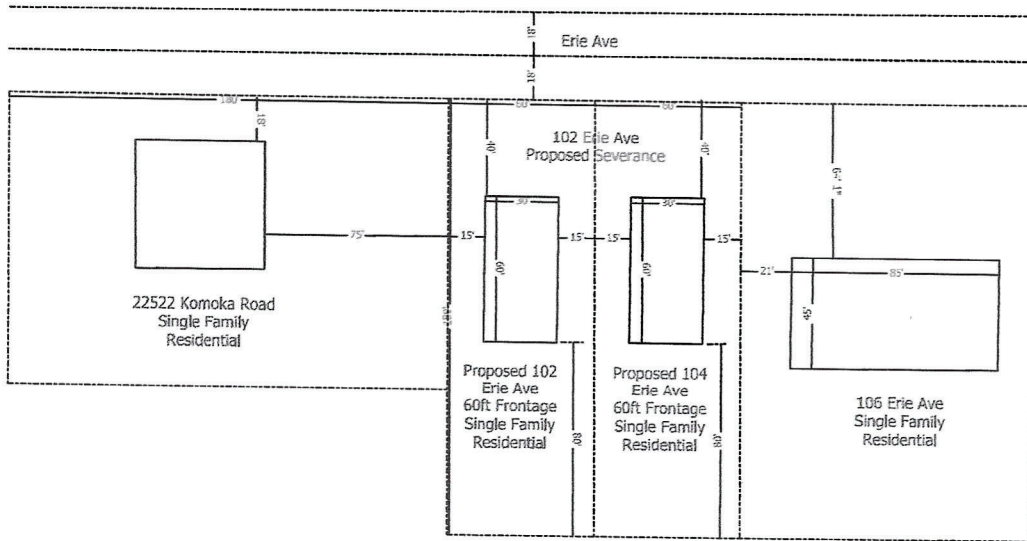 18'
Erie Ave
18'
180'
60'
60'
18'
102 Erie Ave
Proposed Severance
40'
40'
30'
30'
75'
15'
15'
15'
15'
60'
60'
21'
85'
45'
22522 Komoka Road
Single Family
Residential
Proposed 102
Erie Ave
60ft Frontage
Single Family
Residential
Proposed 104
Erie Ave
60ft Frontage
Single Family
Residential
106 Erie Ave
Single Family
Residential
80'
80'